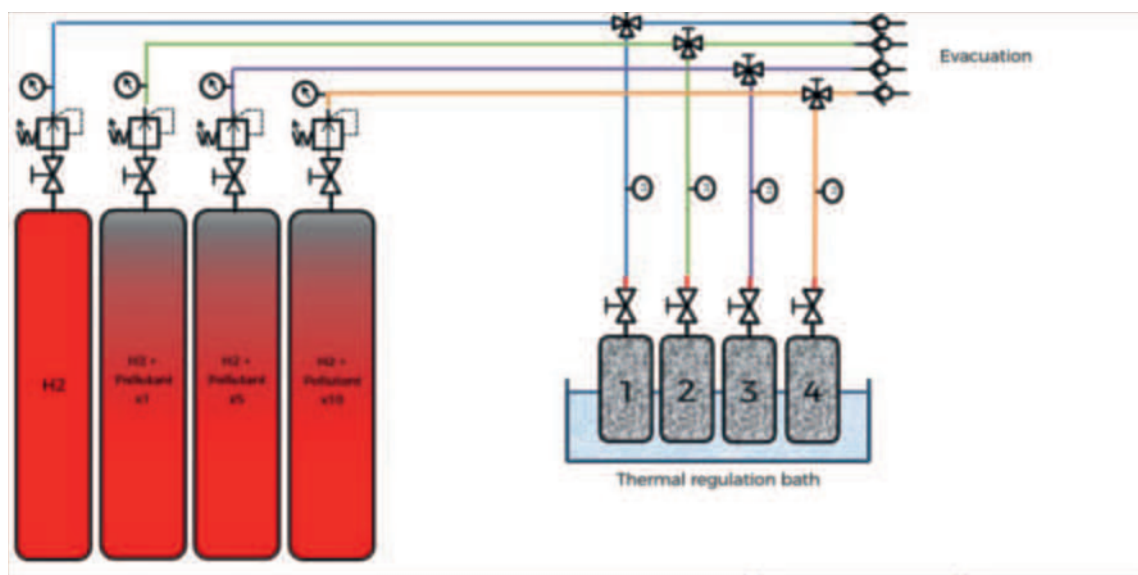 Evacuation
H2
H2 +
Pollutant
x1
H2 +
Pollutant
x5
H2 +
Pollutant
x10
1
2
3
4
Thermal regulation bath